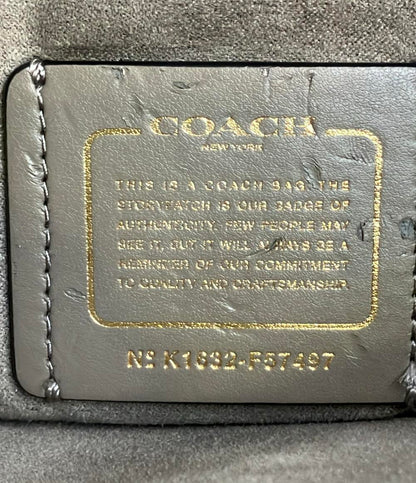 COACH
NEW YORK
THIS IS A COACH BAG. THE
STORYPATCH IS OUR BADGE OF
AUTHENTICITY. FEW PEOPLE MAY
SEE IT, BUT IT WILL ALWAYS BE A
REMINDER OF OUR COMMITMENT
TO QUALITY AND CRAFTSMANSHIP.
Nº K1632-F57497